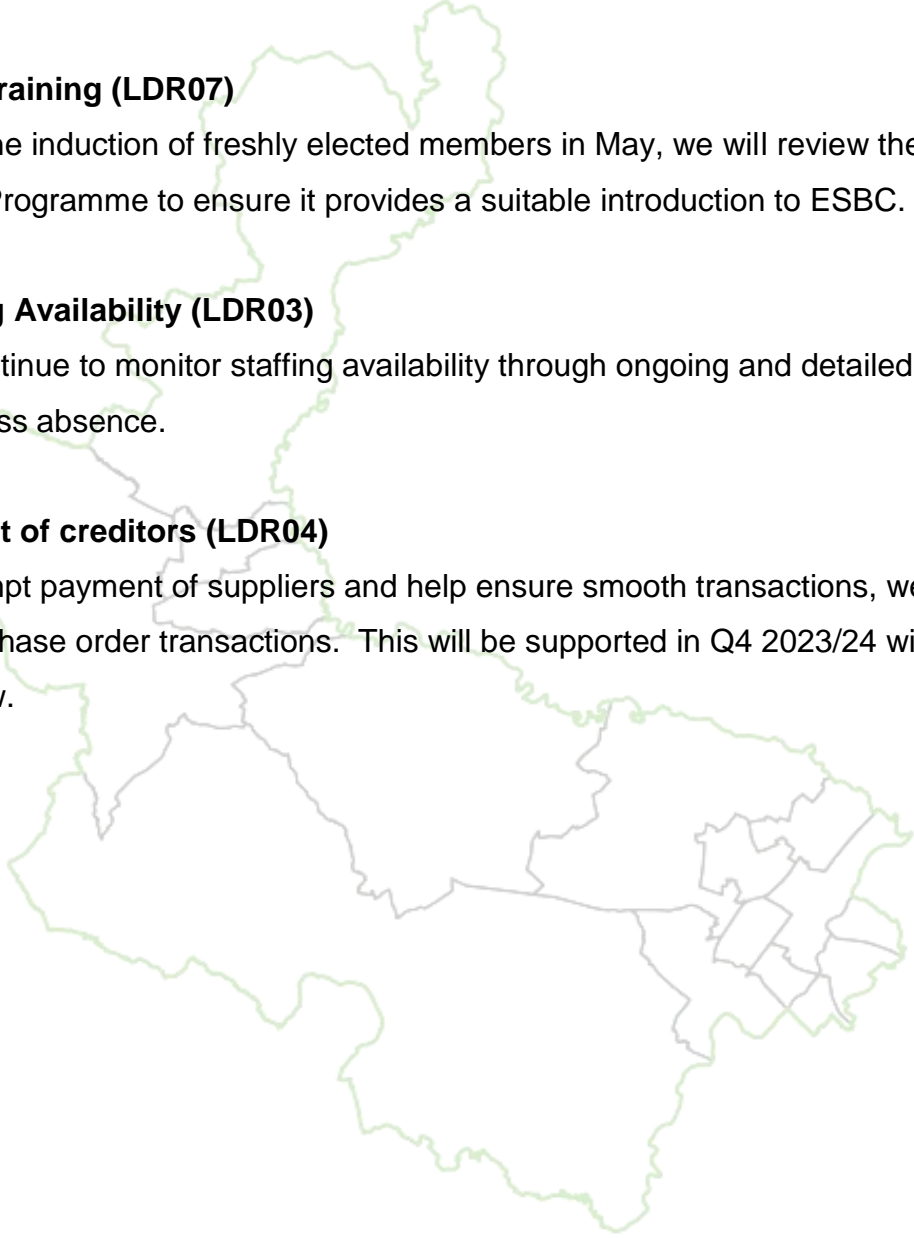 raining (LDR07)
he induction of freshly elected members in May, we will review the
Programme to ensure it provides a suitable introduction to ESBC.
g Availability (LDR03)
tinue to monitor staffing availability through ongoing and detailed
ss absence.
t of creditors (LDR04)
npt payment of suppliers and help ensure smooth transactions, we
hase order transactions.  This will be supported in Q4 2023/24 wi